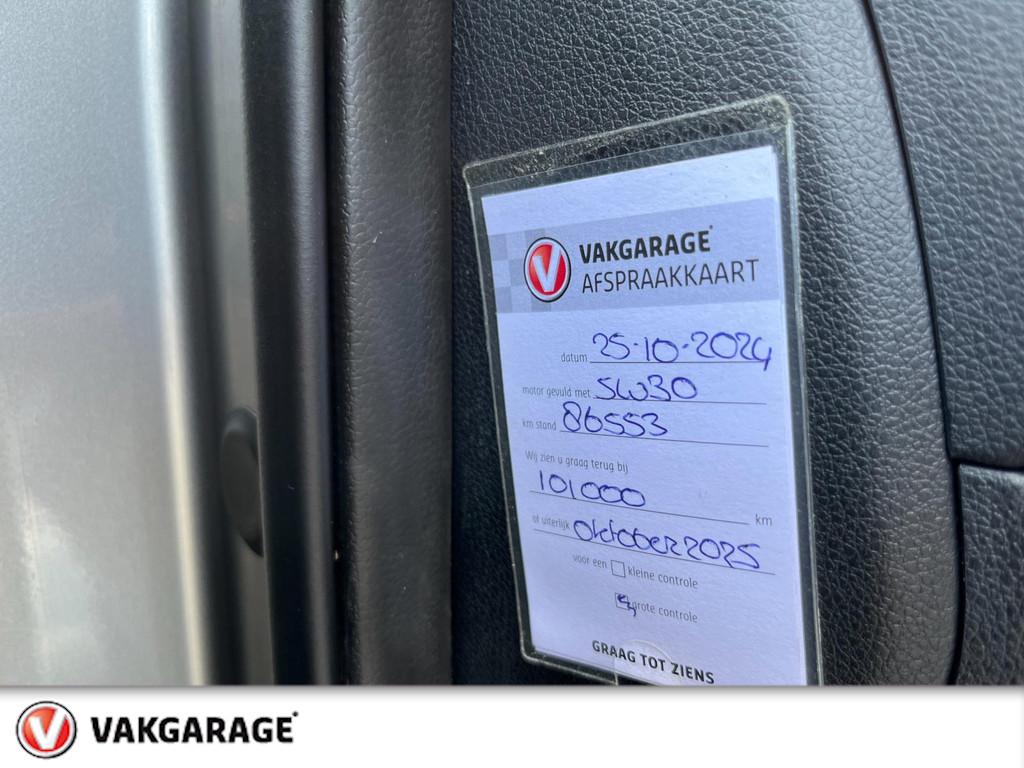 VAKGARAGE
AFSPRAAKKAART
datum 25-10-2024
motor gevuld met 5W30
km stand 86553
Wij zien u graag terug bij
101000 km
of uiterlijk oktober 2025
voor een kleine controle
grote controle
GRAAG TOT ZIENS
VAKGARAGE